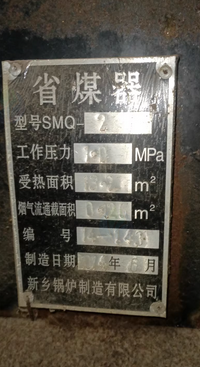 省煤器
型号SMQ-
工作压力 MPa
受热面积 m²
烟气流通截面积 m²
编号
制造日期 年 月
新乡锅炉制造有限公司